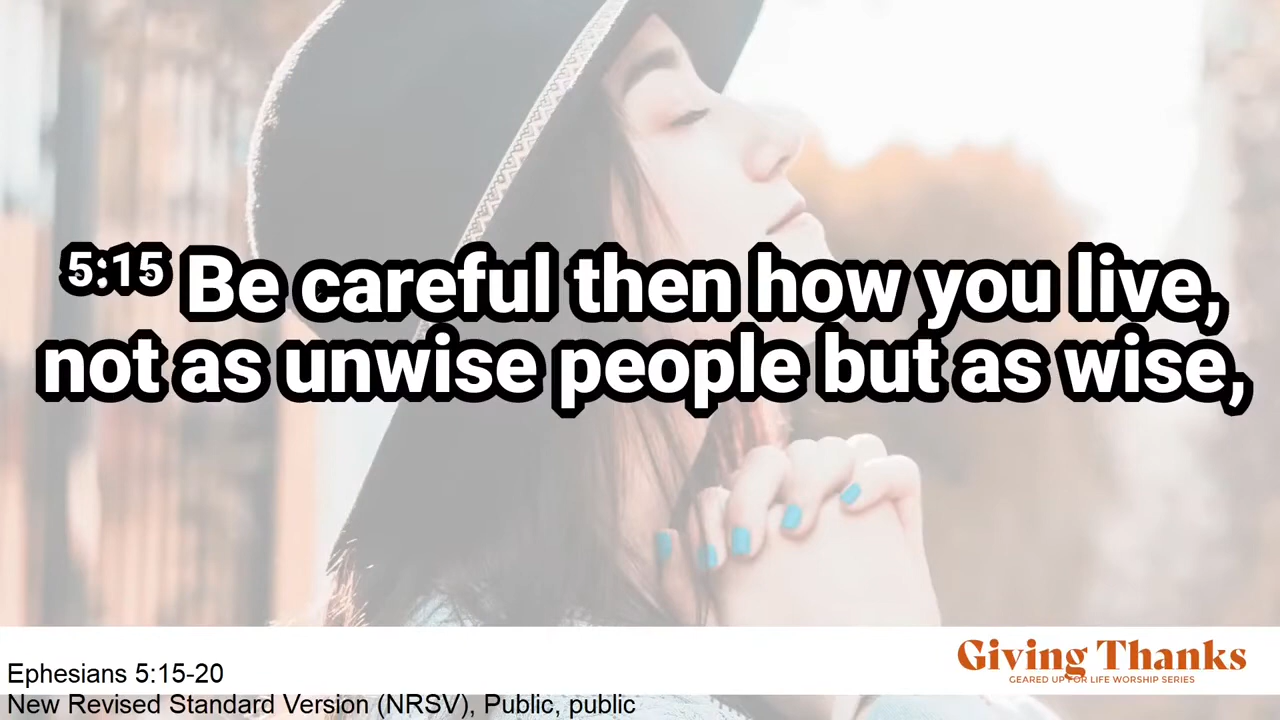 5:15 Be careful then how you live,
not as unwise people but as wise,
Giving Thanks
GEARED UP FOR LIFE WORSHIP SERIES
Ephesians 5:15-20
New Revised Standard Version (NRSV), Public, public